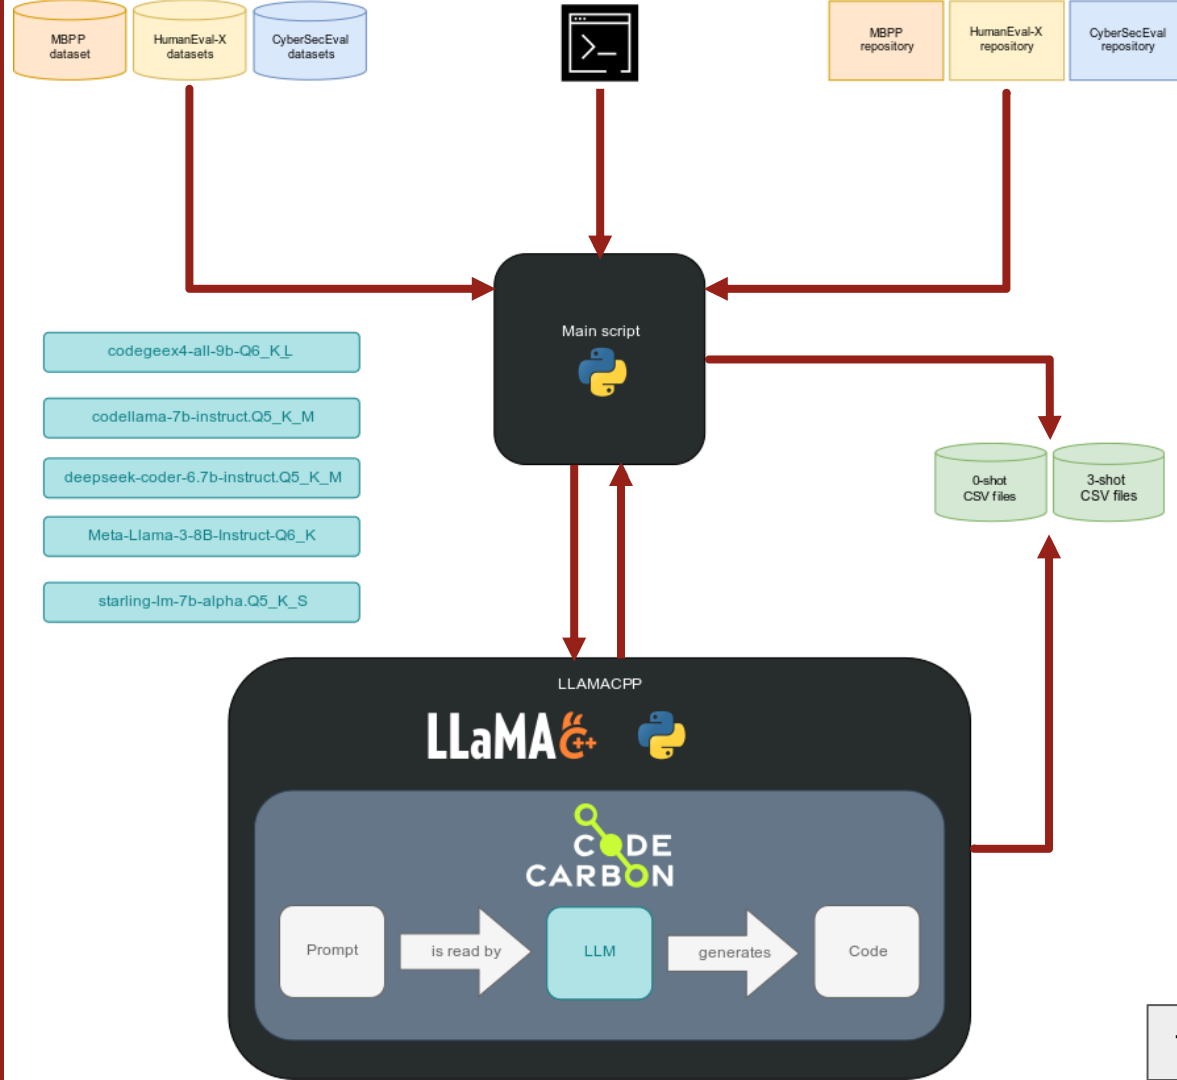 MBPP
dataset
HumanEval-X
datasets
CyberSecEval
datasets
MBPP
repository
HumanEval-X
repository
CyberSecEval
repository
Main script
codegeex4-all-9b-Q6_K_L
codellama-7b-instruct.Q5_K_M
deepseek-coder-6.7b-instruct.Q5_K_M
Meta-Llama-3-8B-Instruct-Q6_K
starling-lm-7b-alpha.Q5_K_S
0-shot
CSV files
3-shot
CSV files
LLAMACPP
LLaMA C++
CODE
CARBON
Prompt
is read by
LLM
generates
Code